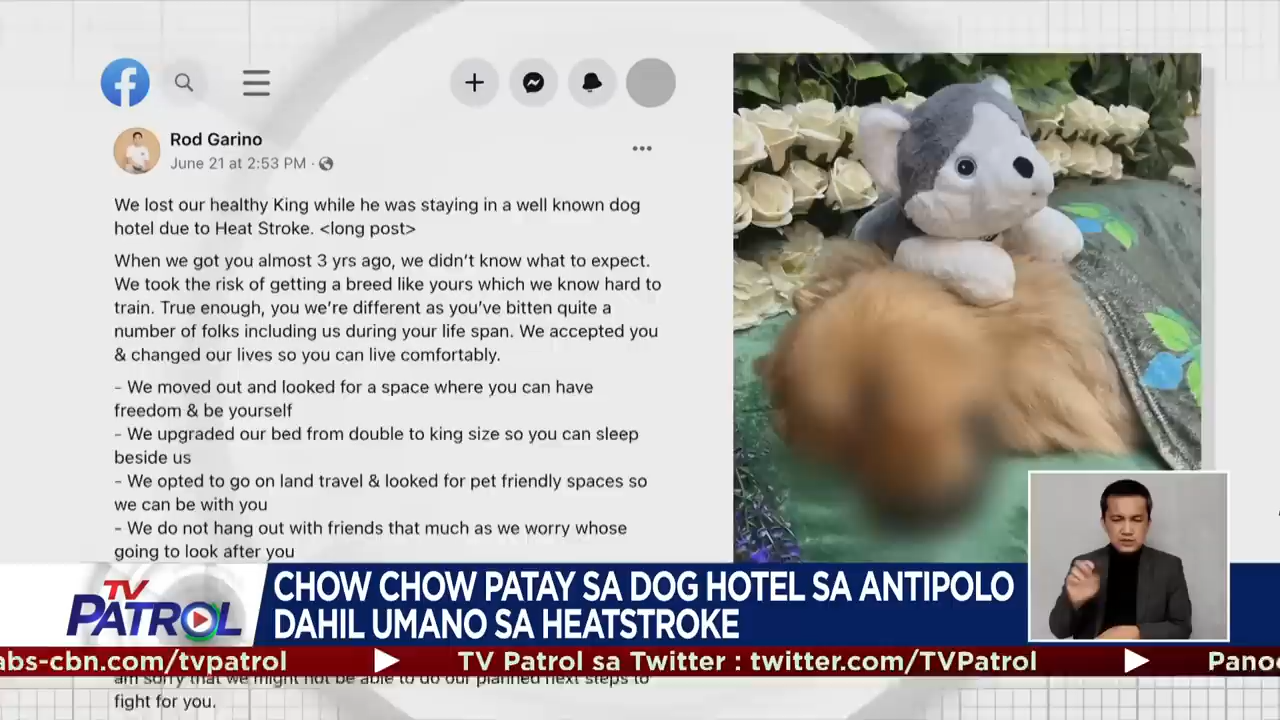 Rod Garino
June 21 at 2:53 PM ·
We lost our healthy King while he was staying in a well known dog
hotel due to Heat Stroke. <long post>
When we got you almost 3 yrs ago, we didn't know what to expect.
We took the risk of getting a breed like yours which we know hard to
train. True enough, you we're different as you've bitten quite a
number of folks including us during your life span. We accepted you
& changed our lives so you can live comfortably.
- We moved out and looked for a space where you can have
freedom & be yourself
- We upgraded our bed from double to king size so you can sleep
beside us
- We opted to go on land travel & looked for pet friendly spaces so
we can be with you
- We do not hang out with friends that much as we worry whose
going to look after you
TV
PATROL
CHOW CHOW PATAY SA DOG HOTEL SA ANTIPOLO
DAHIL UMANO SA HEATSTROKE
abs-cbn.com/tvpatrol TV Patrol sa Twitter : twitter.com/TVPatrol
am sorry that we might not be able to do our planned next steps to
fight for you.